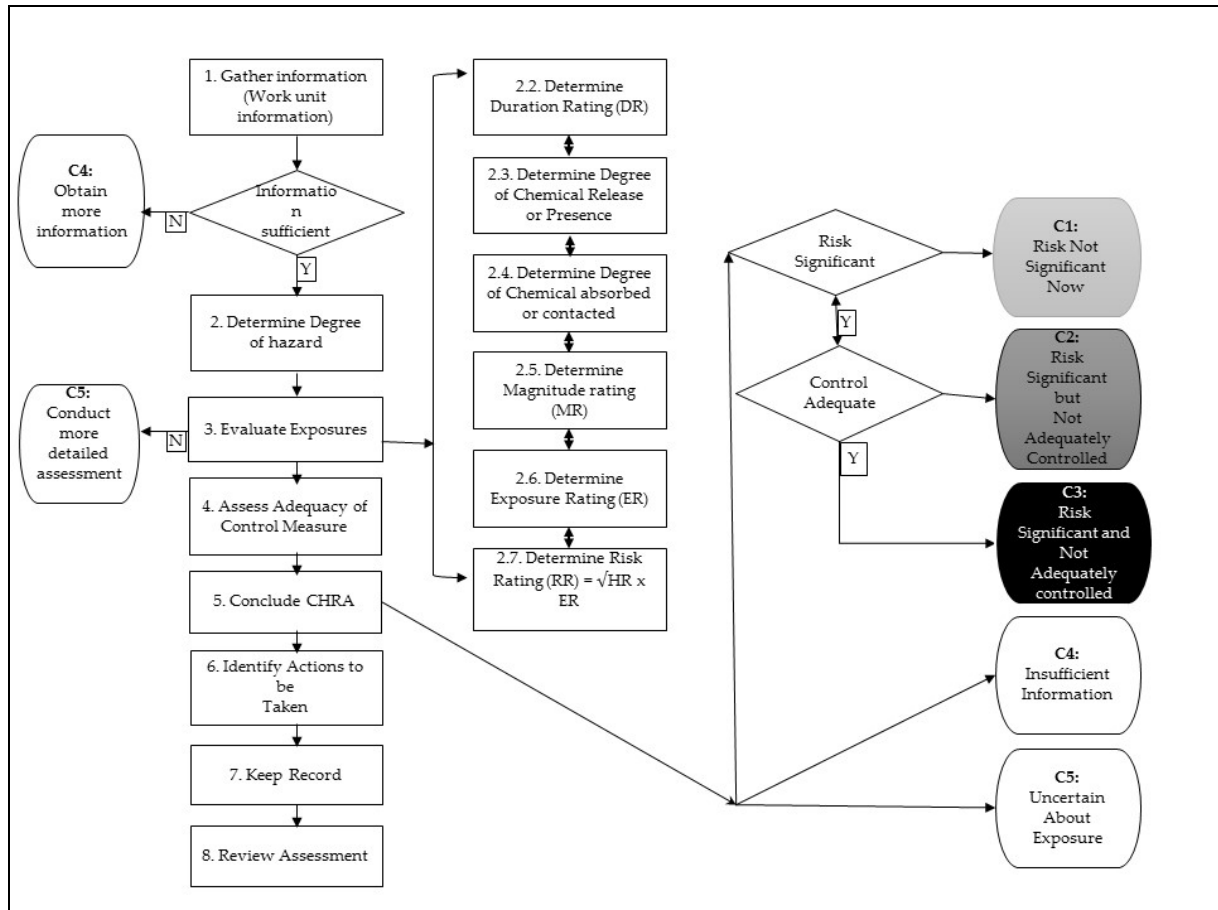 1. Gather information
(Work unit
information)
C4:
Obtain
more
information
N
Informatio
n
sufficient
Y
2. Determine Degree
of hazard
C5:
Conduct
more
detailed
assessment
N
3. Evaluate Exposures
4. Assess Adequacy of
Control Measure
5. Conclude CHRA
6. Identify Actions to
be
Taken
7. Keep Record
8. Review Assessment
2.2. Determine
Duration Rating (DR)
2.3. Determine Degree
of Chemical Release
or Presence
2.4. Determine Degree
of Chemical absorbed
or contacted
2.5. Determine
Magnitude rating
(MR)
2.6. Determine
Exposure Rating (ER)
2.7. Determine Risk
Rating (RR) = √HR x
ER
Risk
Significant
Y
Control
Adequate
Y
C1:
Risk Not
Significant
Now
C2:
Risk
Significant
but
Not
Adequately
Controlled
C3:
Risk
Significant and
Not
Adequately
controlled
C4:
Insufficient
Information
C5:
Uncertain
About
Exposure